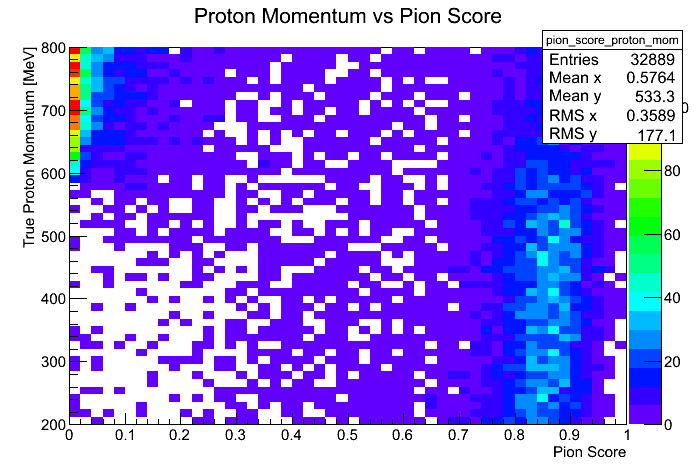 Proton Momentum vs Pion Score
pion_score_proton_mom
Entries 32889
Mean x 0.5764
Mean y 533.3
RMS x 0.3589
RMS y 177.1
True Proton Momentum [MeV]
800
700
600
500
400
300
200
0
80
60
40
20
0
0 0.1 0.2 0.3 0.4 0.5 0.6 0.7 0.8 0.9 1
Pion Score